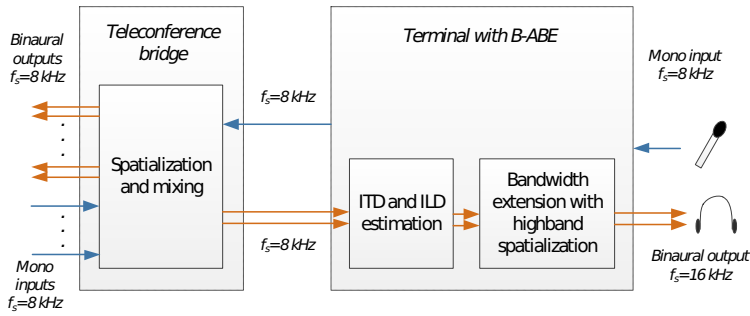 Binaural
outputs
fs=8 kHz
Teleconference
bridge
Spatialization
and mixing
Mono
inputs
fs=8 kHz
fs=8 kHz
fs=8 kHz
Terminal with B-ABE
ITD and ILD
estimation
Bandwidth
extension with
highband
spatialization
Mono input
fs=8 kHz
Binaural output
fs=16 kHz